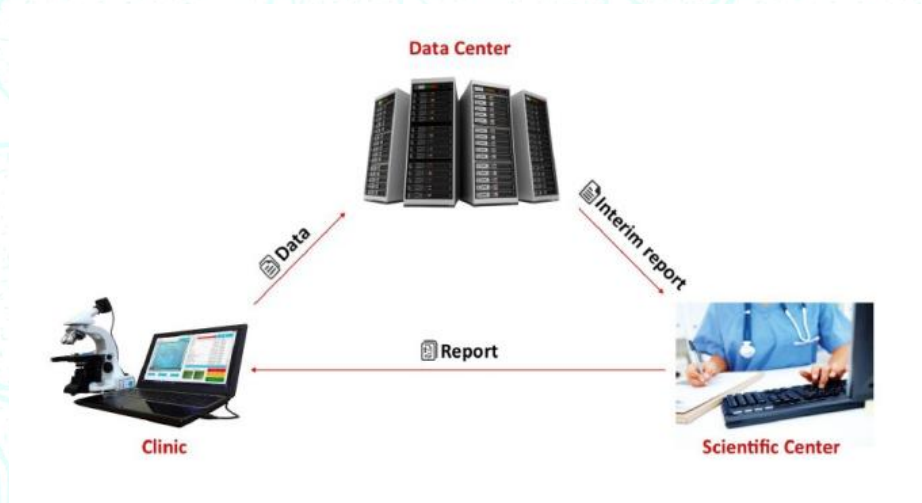 Data Center
Data
Interim report
Report
Clinic
Scientific Center